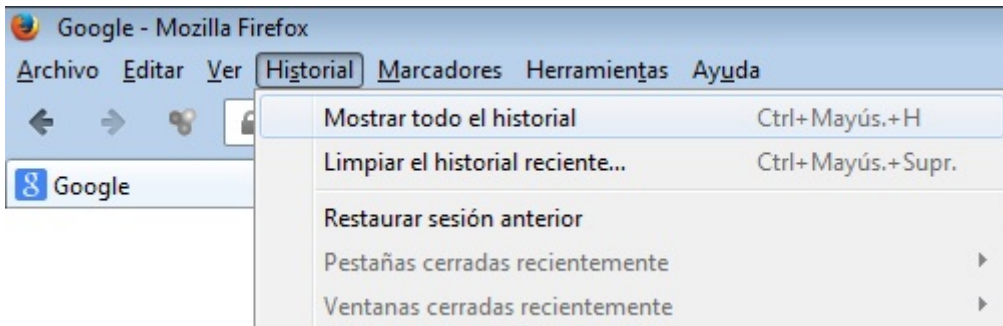 Google - Mozilla Firefox
Archivo Editar Ver Historial Marcadores Herramientas Ayuda
Mostrar todo el historial Ctrl+Mayús.+H
Limpiar el historial reciente... Ctrl+Mayús.+Supr.
8 Google
Restaurar sesión anterior
Pestañas cerradas recientemente
Ventanas cerradas recientemente